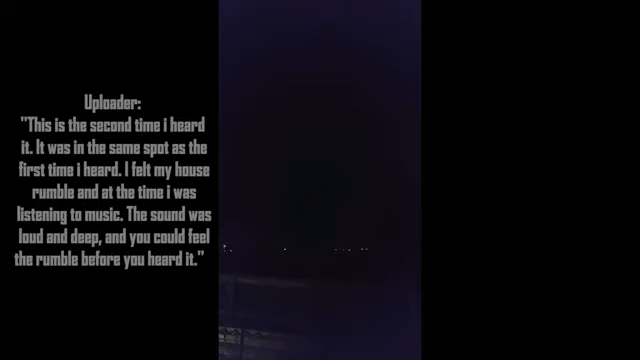 Uploader:
"This is the second time i heard
it. It was in the same spot as the
first time i heard. I felt my house
rumble and at the time i was
listening to music. The sound was
loud and deep, and you could feel
the rumble before you heard it."